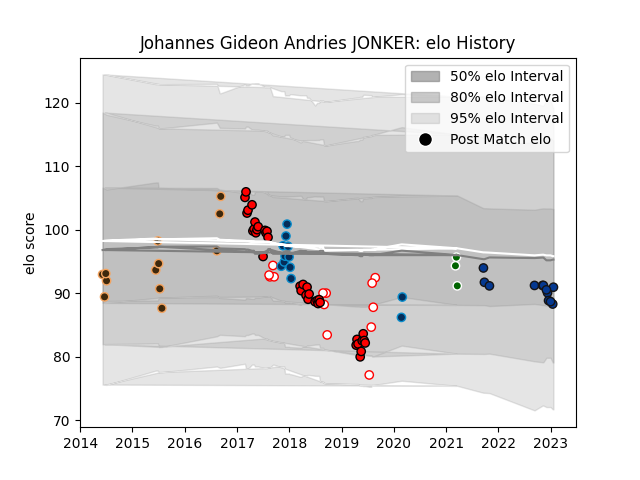 Johannes Gideon Andries JONKER: elo History
50% elo Interval
80% elo Interval
95% elo Interval
Post Match elo
elo score
120
110
100
90
80
70
2014 2015 2016 2017 2018 2019 2020 2021 2022 2023